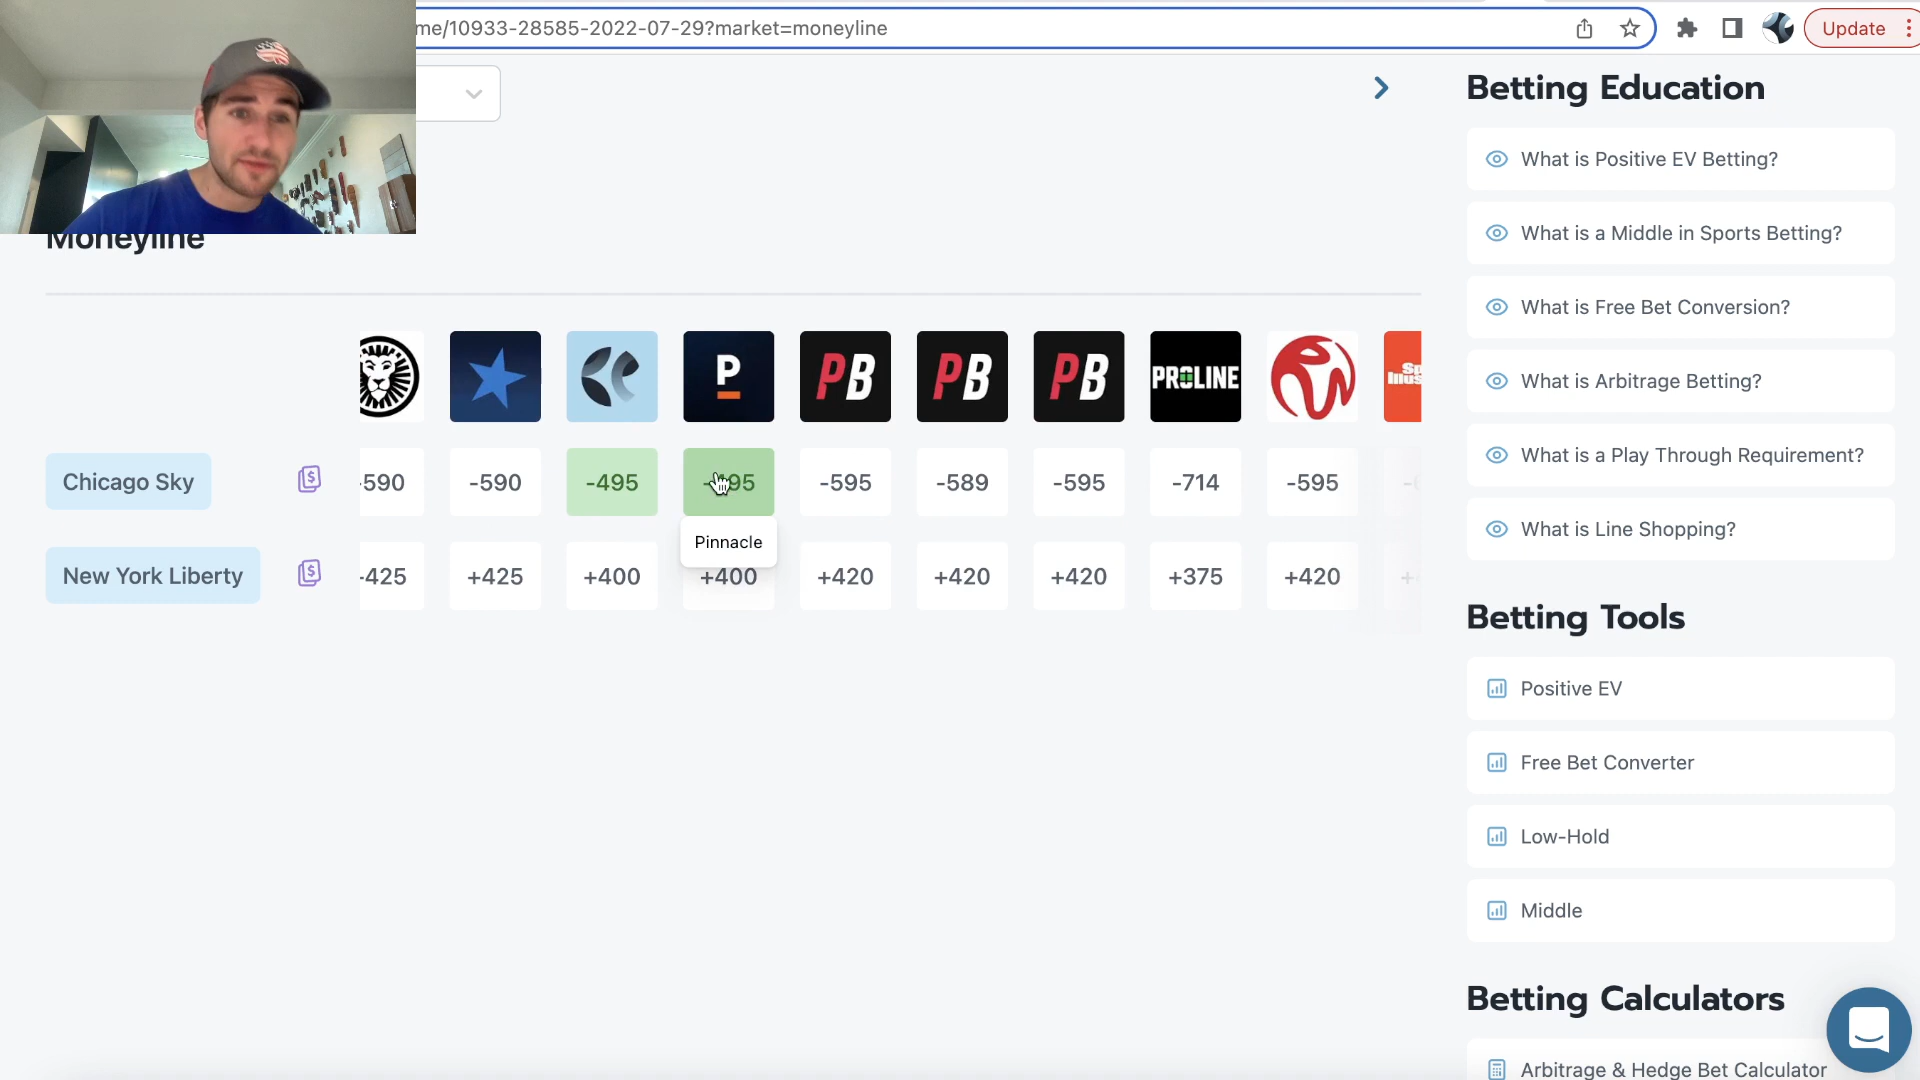 me/10933-28585-2022-07-29?market=moneyline
Update
Moneyline
P
PB
PB
PB
PROLINE
Chicago Sky
-590
-590
-495
-595
-589
-595
-714
-595
Pinnacle
New York Liberty
-425
+425
+400
+400
+420
+420
+420
+375
+420
Betting Education
What is Positive EV Betting?
What is a Middle in Sports Betting?
What is Free Bet Conversion?
What is Arbitrage Betting?
What is a Play Through Requirement?
What is Line Shopping?
Betting Tools
Positive EV
Free Bet Converter
Low-Hold
Middle
Betting Calculators
Arbitrage & Hedge Bet Calculator